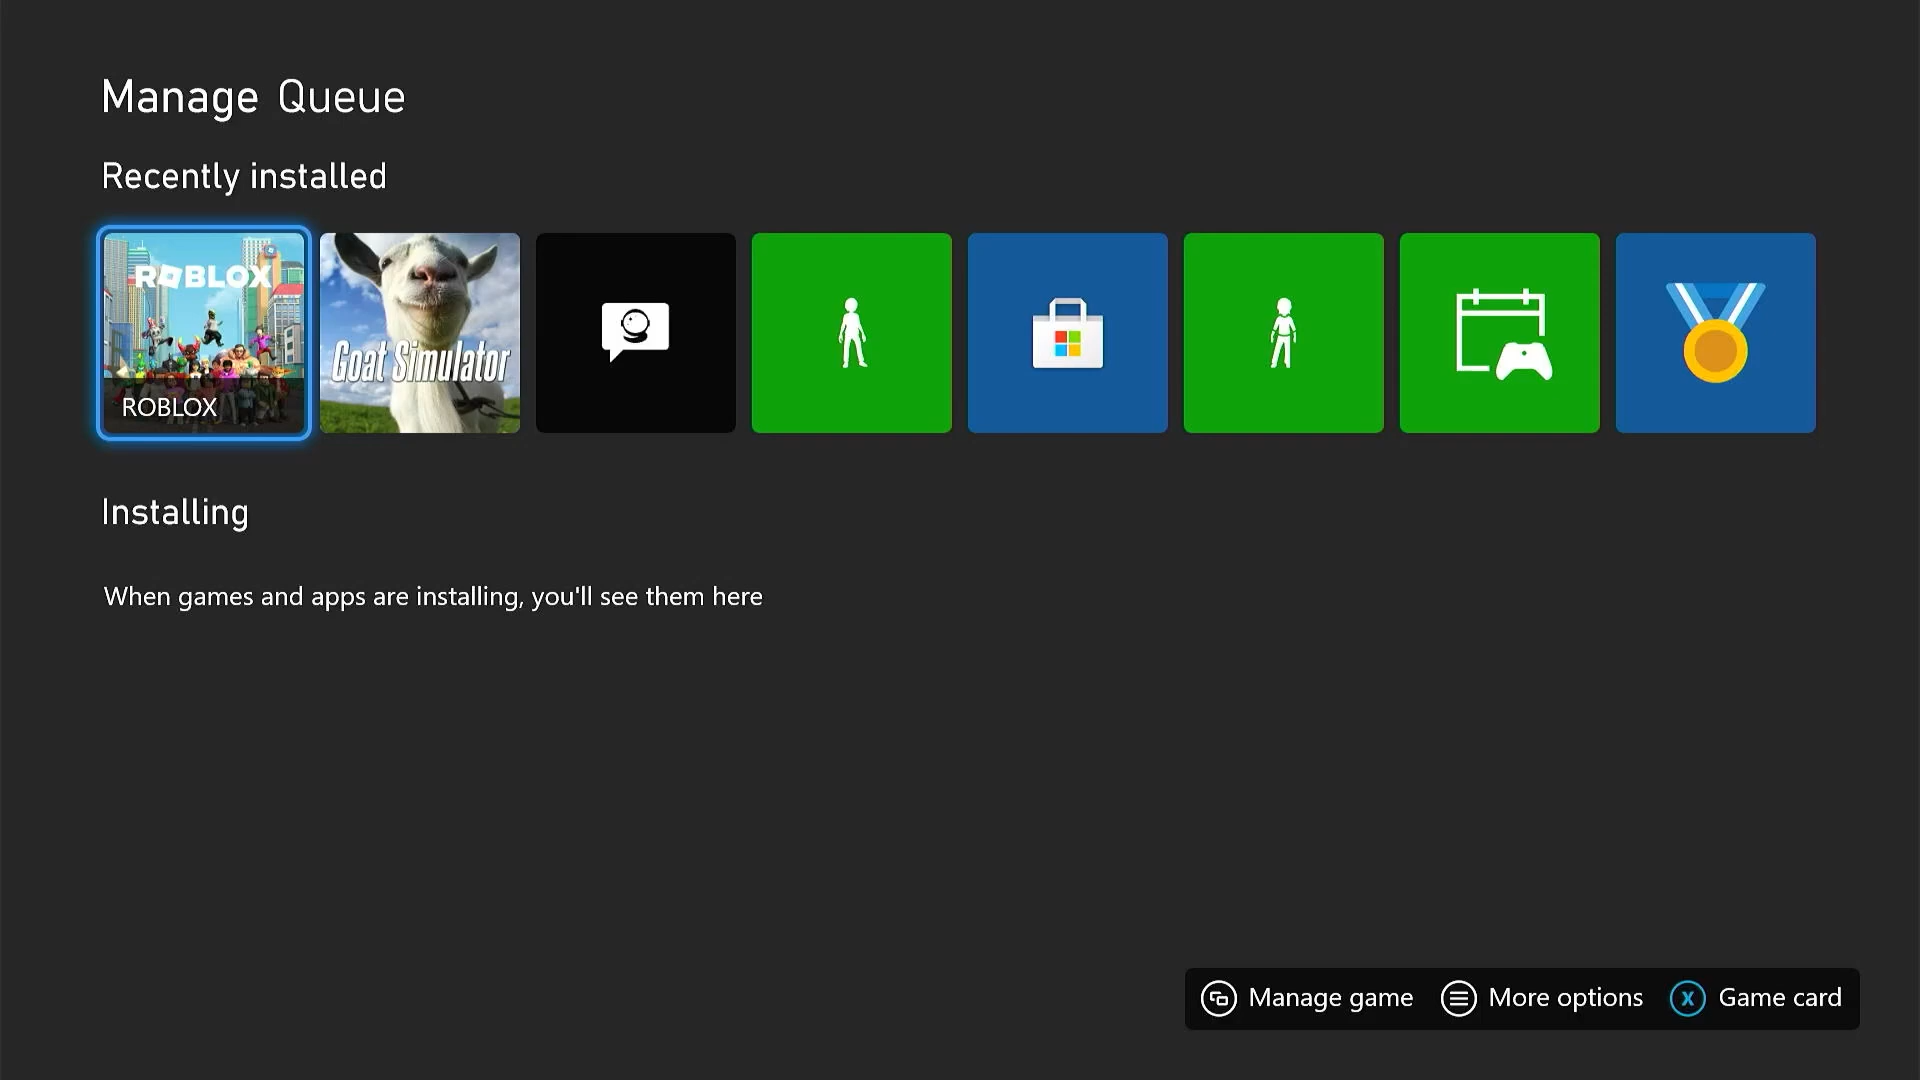 Manage Queue
Recently installed
ROBLOX
ROBLOX
Goat Simulator
Installing
When games and apps are installing, you'll see them here
Manage game
More options
X
Game card